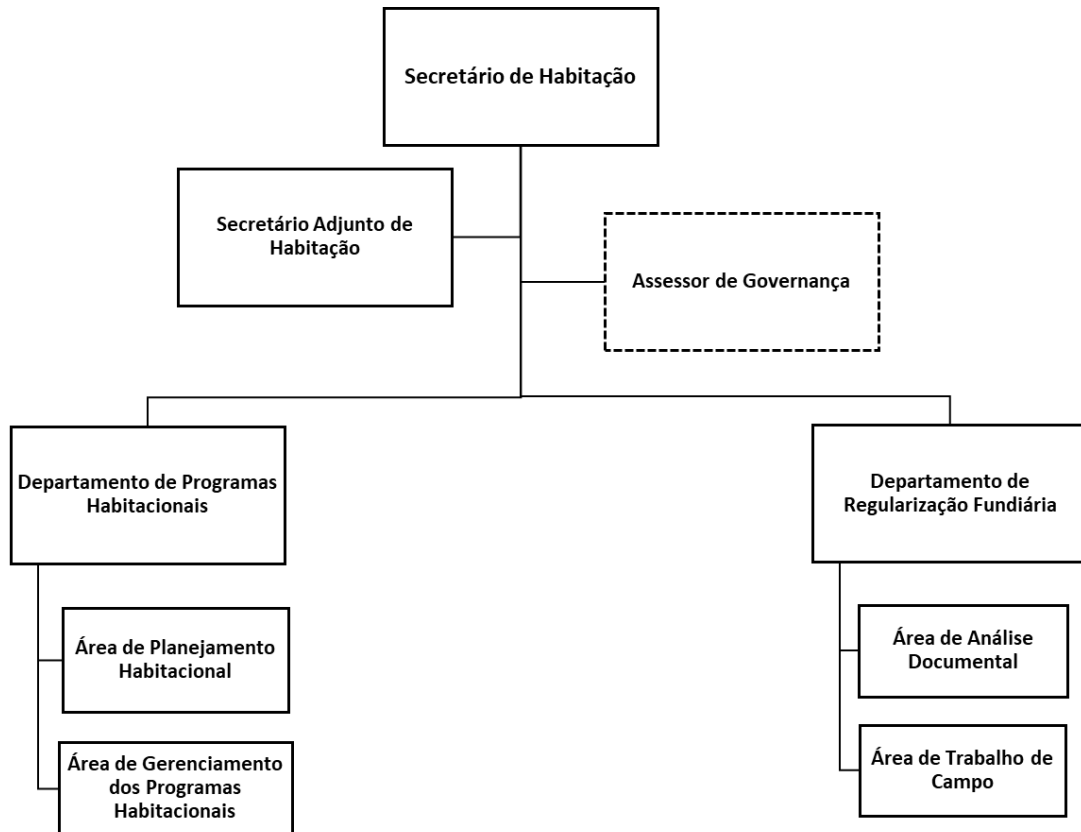 Secretário de Habitação
Secretário Adjunto de
Habitação
Assessor de Governança
Departamento de Programas
Habitacionais
Departamento de
Regularização Fundiária
Área de Planejamento
Habitacional
Área de Gerenciamento
dos Programas
Habitacionais
Área de Análise
Documental
Área de Trabalho de
Campo